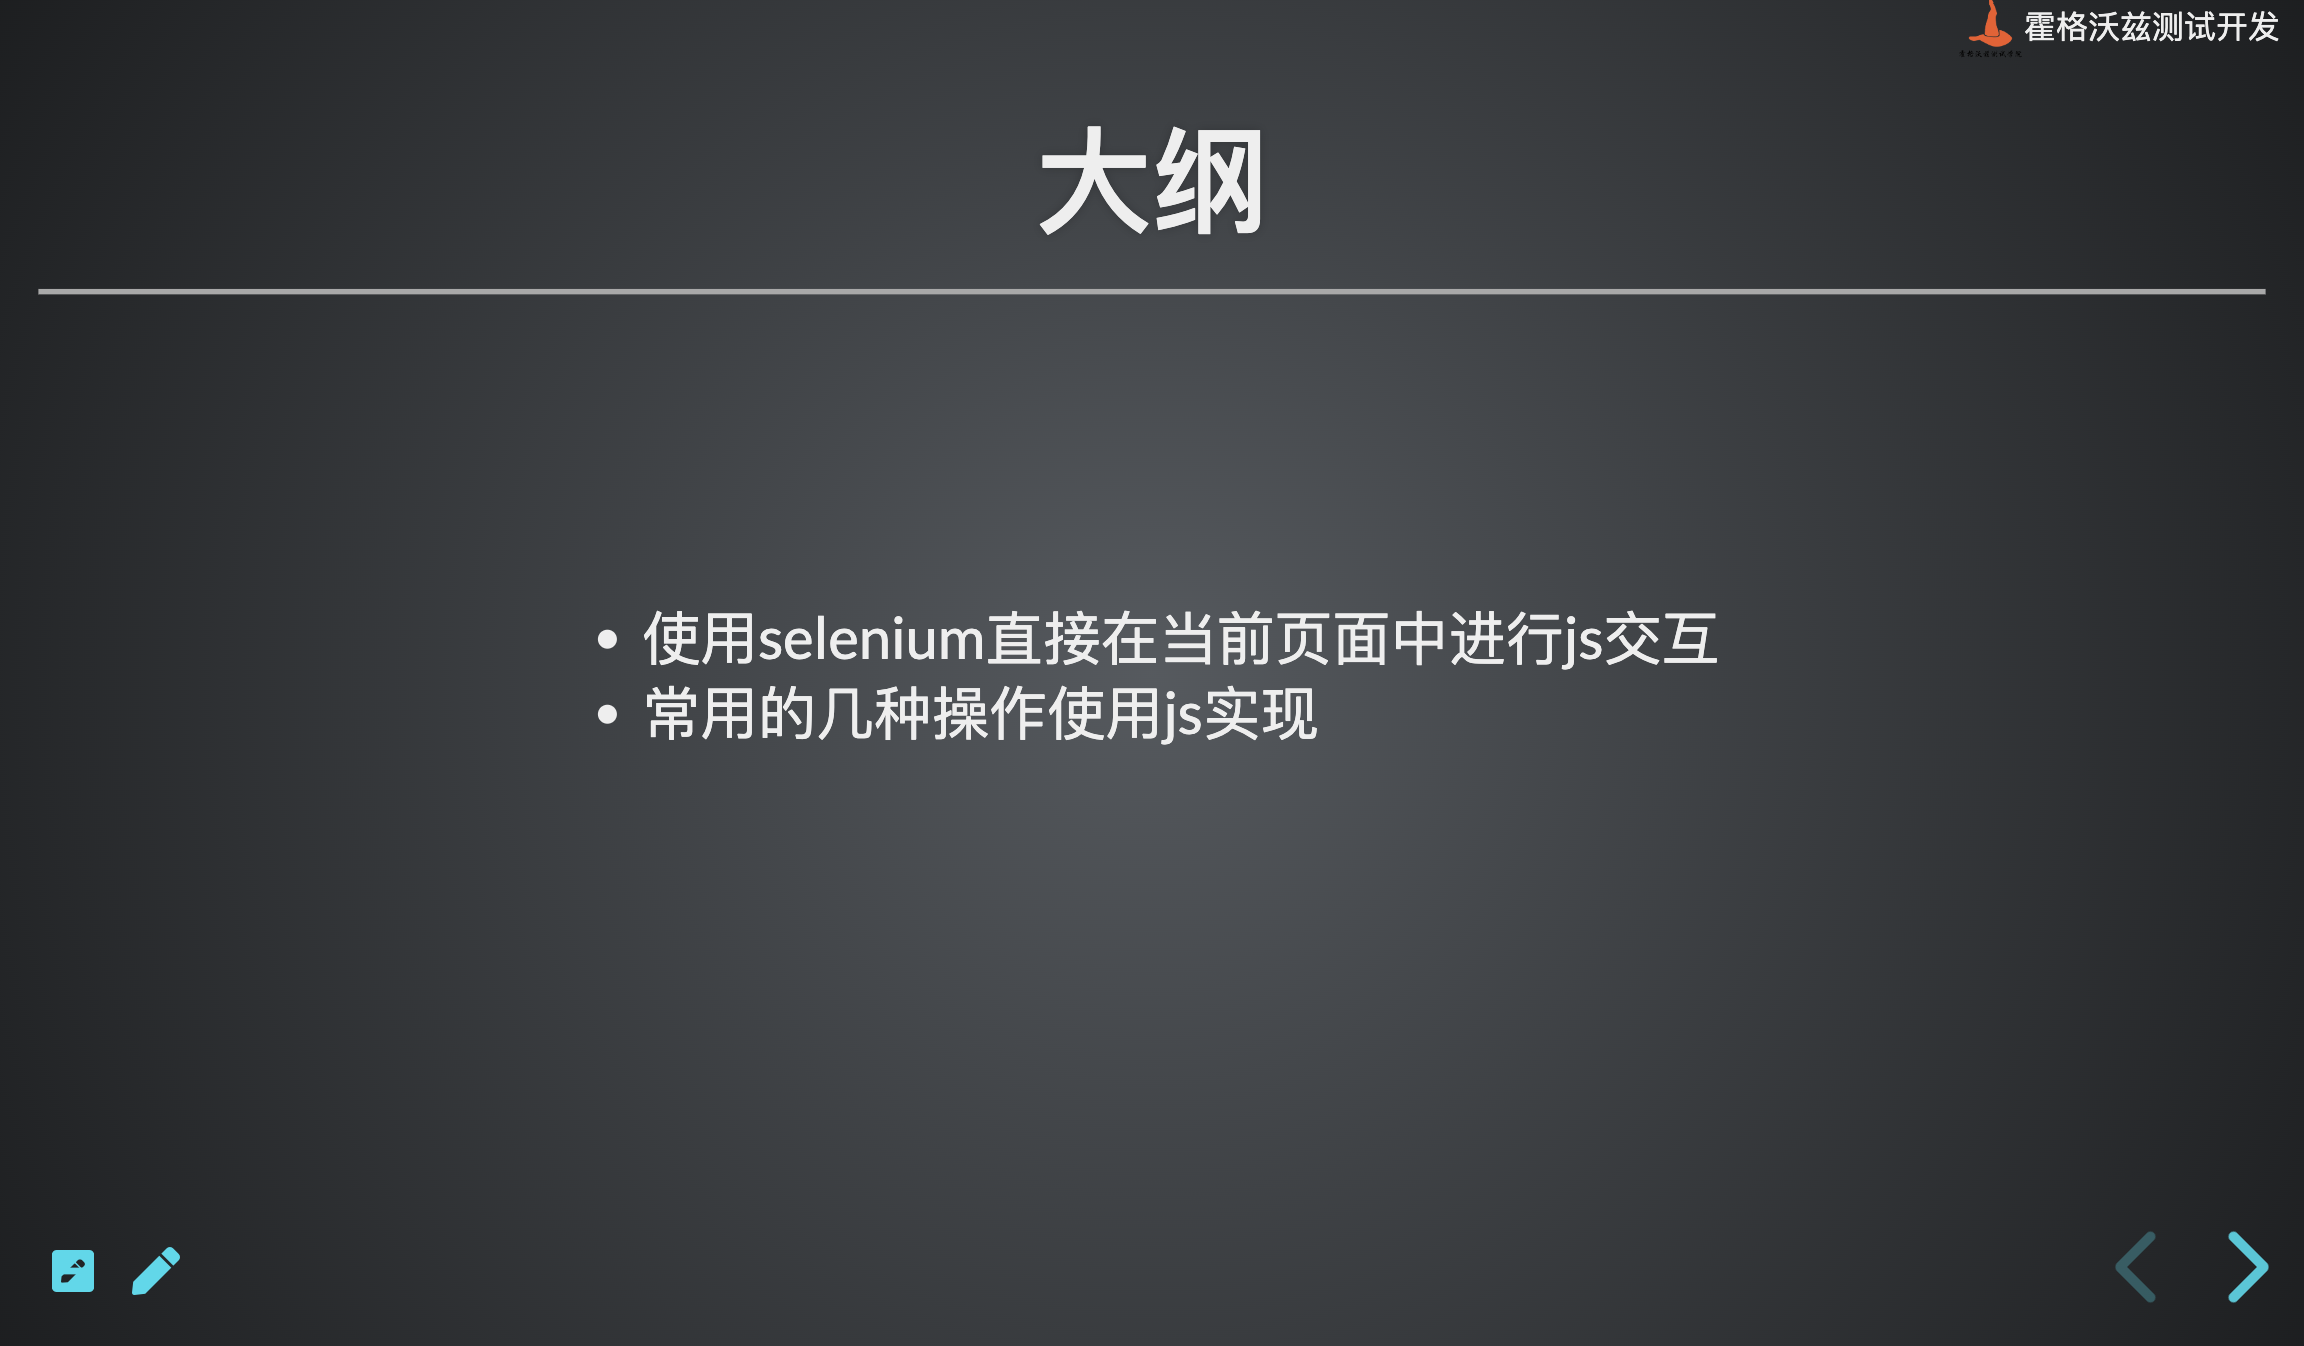 霍格沃兹测试开发
大纲
使用selenium直接在当前页面中进行js交互
常用的几种操作使用js实现